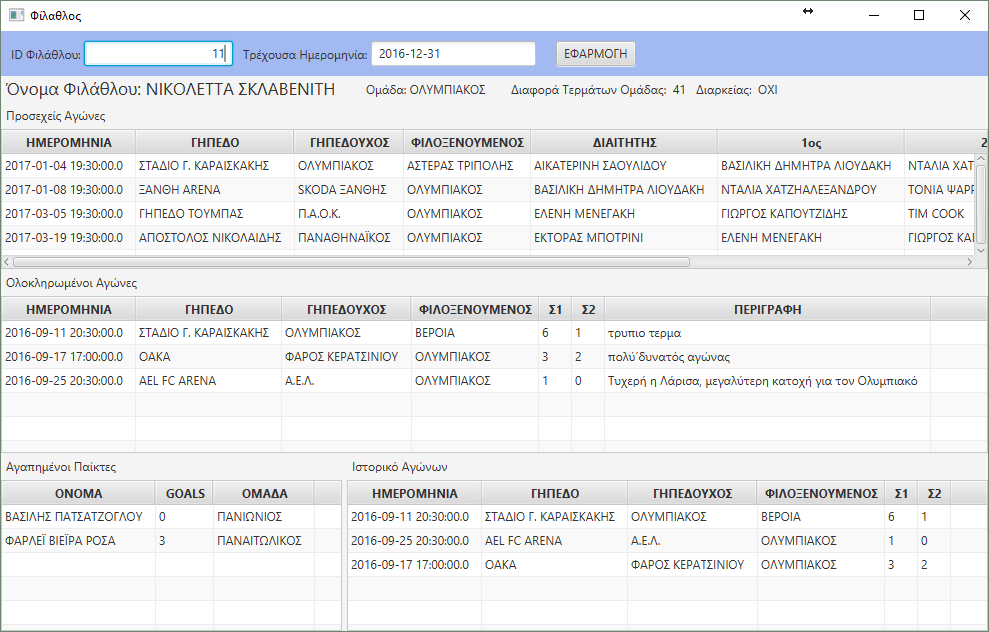 Φίλαθλος
ID Φιλάθλου: 11 Τρέχουσα Ημερομηνία: 2016-12-31 ΕΦΑΡΜΟΓΗ
Όνομα Φιλάθλου: ΝΙΚΟΛΕΤΤΑ ΣΚΛΑΒΕΝΙΤΗ Ομάδα: ΟΛΥΜΠΙΑΚΟΣ Διαφορά Τερμάτων Ομάδας: 41 Διαρκείας: ΟΧΙ
Προσεχείς Αγώνες
ΗΜΕΡΟΜΗΝΙΑ ΓΗΠΕΔΟ ΓΗΠΕΔΟΥΧΟΣ ΦΙΛΟΞΕΝΟΥΜΕΝΟΣ ΔΙΑΙΤΗΤΗΣ 1ος 2
2017-01-04 19:30:00.0 ΣΤΑΔΙΟ Γ. ΚΑΡΑΙΣΚΑΚΗΣ ΟΛΥΜΠΙΑΚΟΣ ΑΣΤΕΡΑΣ ΤΡΙΠΟΛΗΣ ΑΙΚΑΤΕΡΙΝΗ ΣΑΟΥΛΙΔΟΥ ΒΑΣΙΛΙΚΗ ΔΗΜΗΤΡΑ ΛΙΟΥΔΑΚΗ ΝΤΑΛΙΑ ΧΑΤ
2017-01-08 19:30:00.0 ΞΑΝΘΗ ARENA SKODA ΞΑΝΘΗΣ ΟΛΥΜΠΙΑΚΟΣ ΒΑΣΙΛΙΚΗ ΔΗΜΗΤΡΑ ΛΙΟΥΔΑΚΗ ΝΤΑΛΙΑ ΧΑΤΖΗΑΛΕΞΑΝΔΡΟΥ ΤΟΝΙΑ ΨΑΡΡ
2017-03-05 19:30:00.0 ΓΗΠΕΔΟ ΤΟΥΜΠΑΣ Π.Α.Ο.Κ. ΟΛΥΜΠΙΑΚΟΣ ΕΛΕΝΗ ΜΕΝΕΓΑΚΗ ΓΙΩΡΓΟΣ ΚΑΠΟΥΤΖΙΔΗΣ TIM COOK
2017-03-19 19:30:00.0 ΑΠΟΣΤΟΛΟΣ ΝΙΚΟΛΑΙΔΗΣ ΠΑΝΑΘΗΝΑΪΚΟΣ ΟΛΥΜΠΙΑΚΟΣ ΕΚΤΟΡΑΣ ΜΠΟΤΡΙΝΙ ΕΛΕΝΗ ΜΕΝΕΓΑΚΗ ΓΙΩΡΓΟΣ ΚΑΠ
Ολοκληρωμένοι Αγώνες
ΗΜΕΡΟΜΗΝΙΑ ΓΗΠΕΔΟ ΓΗΠΕΔΟΥΧΟΣ ΦΙΛΟΞΕΝΟΥΜΕΝΟΣ Σ1 Σ2 ΠΕΡΙΓΡΑΦΗ
2016-09-11 20:30:00.0 ΣΤΑΔΙΟ Γ. ΚΑΡΑΙΣΚΑΚΗΣ ΟΛΥΜΠΙΑΚΟΣ ΒΕΡΟΙΑ 6 1 τρυπιο τερμα
2016-09-17 17:00:00.0 ΟΑΚΑ ΦΑΡΟΣ ΚΕΡΑΤΣΙΝΙΟΥ ΟΛΥΜΠΙΑΚΟΣ 3 2 πολύ΄δυνατός αγώνας
2016-09-25 20:30:00.0 AEL FC ARENA Α.Ε.Λ. ΟΛΥΜΠΙΑΚΟΣ 1 0 Τυχερή η Λάρισα, μεγαλύτερη κατοχή για τον Ολυμπιακό
Αγαπημένοι Παίκτες
ΟΝΟΜΑ GOALS ΟΜΑΔΑ
ΒΑΣΙΛΗΣ ΠΑΤΣΑΤΖΟΓΛΟΥ 0 ΠΑΝΙΩΝΙΟΣ
ΦΑΡΛΕΪ ΒΙΕΪΡΑ ΡΟΣΑ 3 ΠΑΝΑΙΤΩΛΙΚΟΣ
Ιστορικό Αγώνων
ΗΜΕΡΟΜΗΝΙΑ ΓΗΠΕΔΟ ΓΗΠΕΔΟΥΧΟΣ ΦΙΛΟΞΕΝΟΥΜΕΝΟΣ Σ1 Σ2
2016-09-11 20:30:00.0 ΣΤΑΔΙΟ Γ. ΚΑΡΑΙΣΚΑΚΗΣ ΟΛΥΜΠΙΑΚΟΣ ΒΕΡΟΙΑ 6 1
2016-09-25 20:30:00.0 AEL FC ARENA Α.Ε.Λ. ΟΛΥΜΠΙΑΚΟΣ 1 0
2016-09-17 17:00:00.0 ΟΑΚΑ ΦΑΡΟΣ ΚΕΡΑΤΣΙΝΙΟΥ ΟΛΥΜΠΙΑΚΟΣ 3 2